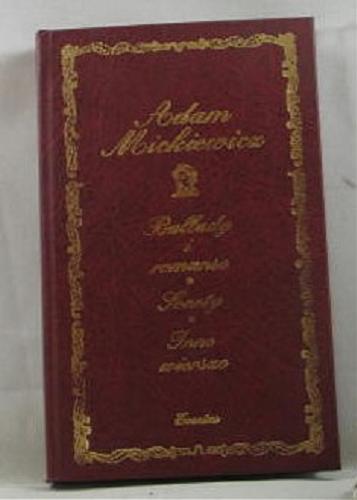 Adam
Mickiewicz
Ballady
i
romanse
Sonety
Inne
wiersze